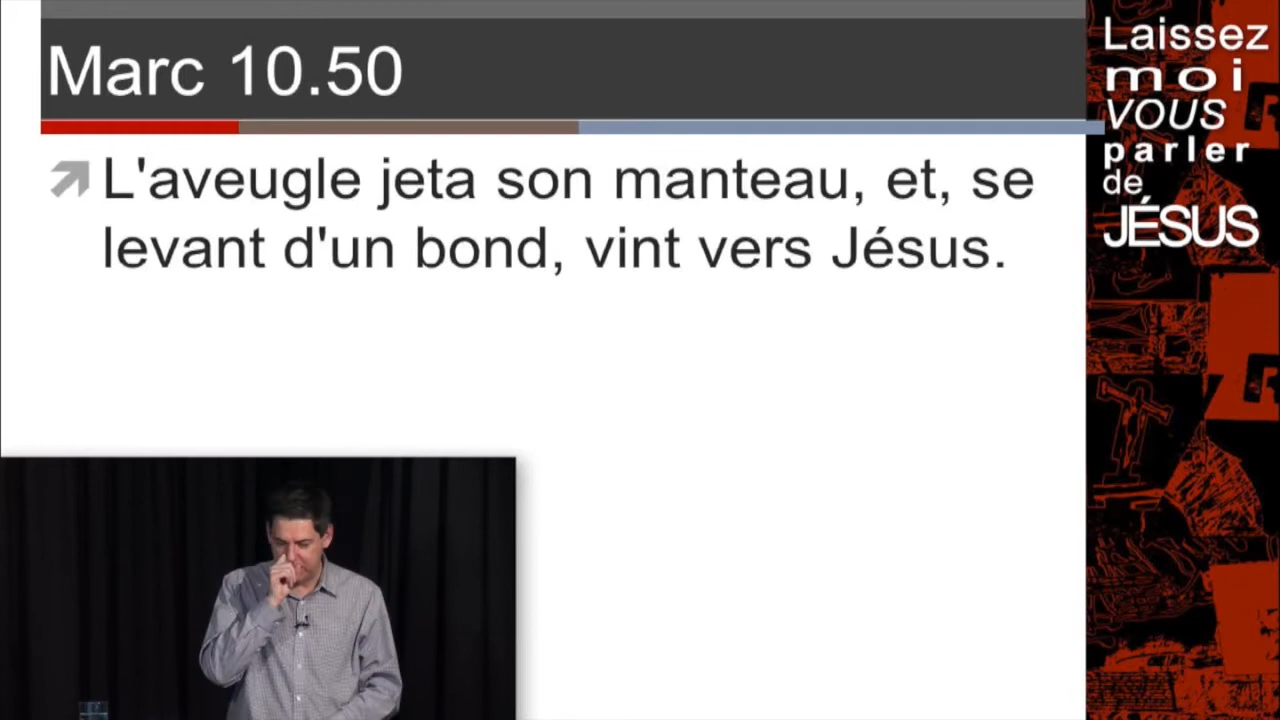 Marc 10.50
L'aveugle jeta son manteau, et, se
levant d'un bond, vint vers Jésus.
Laissez
moi
VOUS
parler
de
JÉSUS